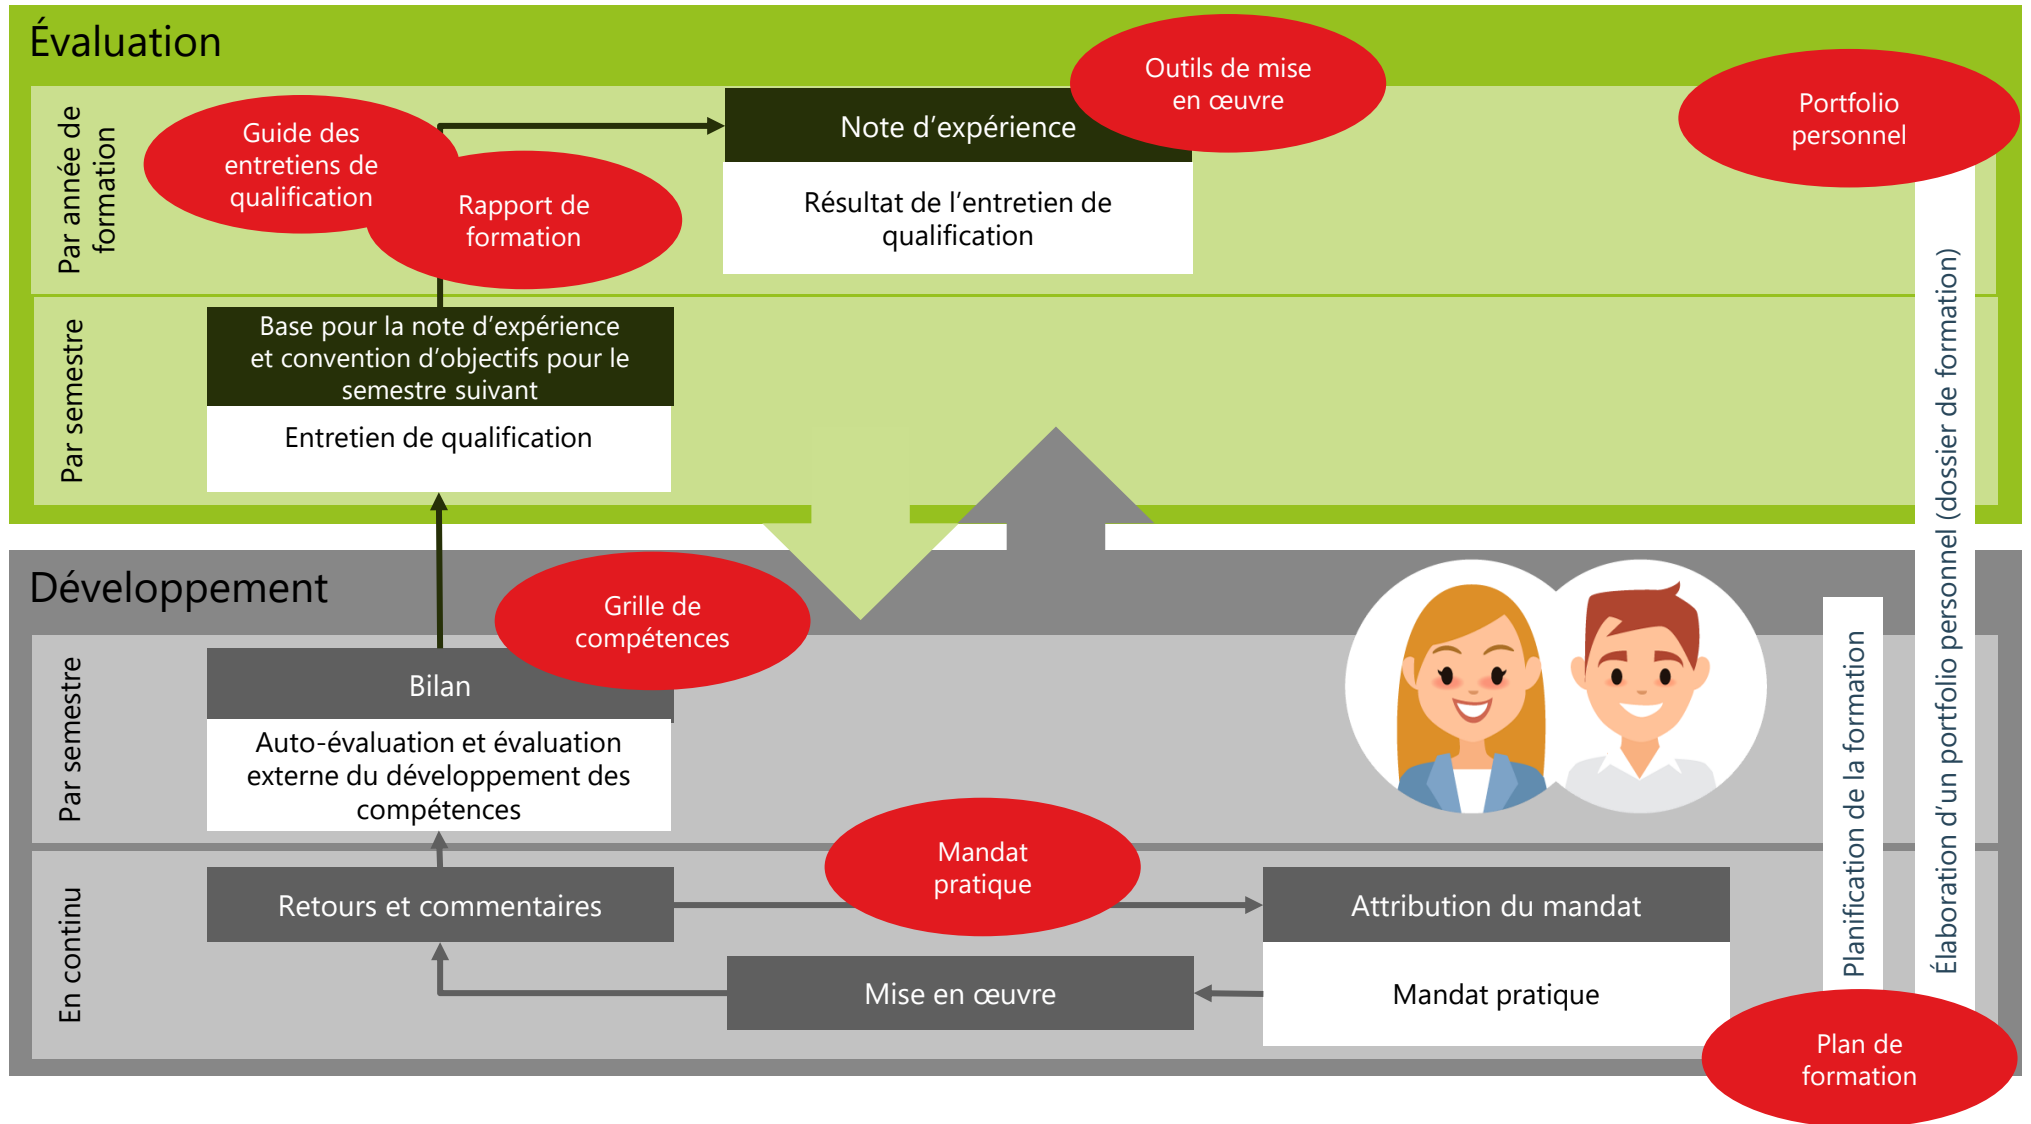 Évaluation
Par année de
formation
Guide des
entretiens de
qualification
Rapport de
formation
Note d’expérience
Résultat de l’entretien de
qualification
Outils de mise
en œuvre
Portfolio
personnel
Par semestre
Base pour la note d’expérience
et convention d’objectifs pour le
semestre suivant
Entretien de qualification
Développement
Par semestre
Grille de
compétences
Bilan
Auto-évaluation et évaluation
externe du développement des
compétences
En continu
Retours et commentaires
Mandat
pratique
Attribution du mandat
Mandat pratique
Mise en œuvre
Planification de la formation
Élaboration d’un portfolio personnel (dossier de formation)
Plan de
formation